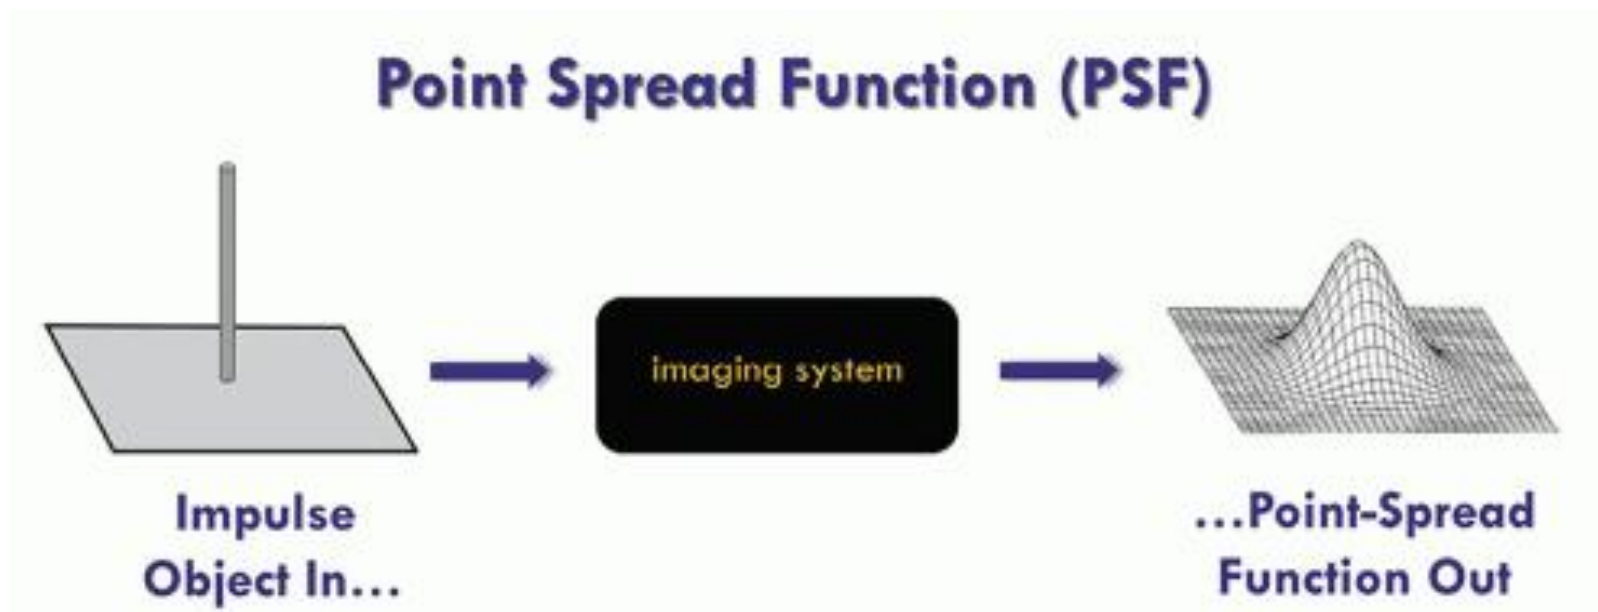 Point Spread Function (PSF)
imaging system
Impulse
Object In...
...Point-Spread
Function Out